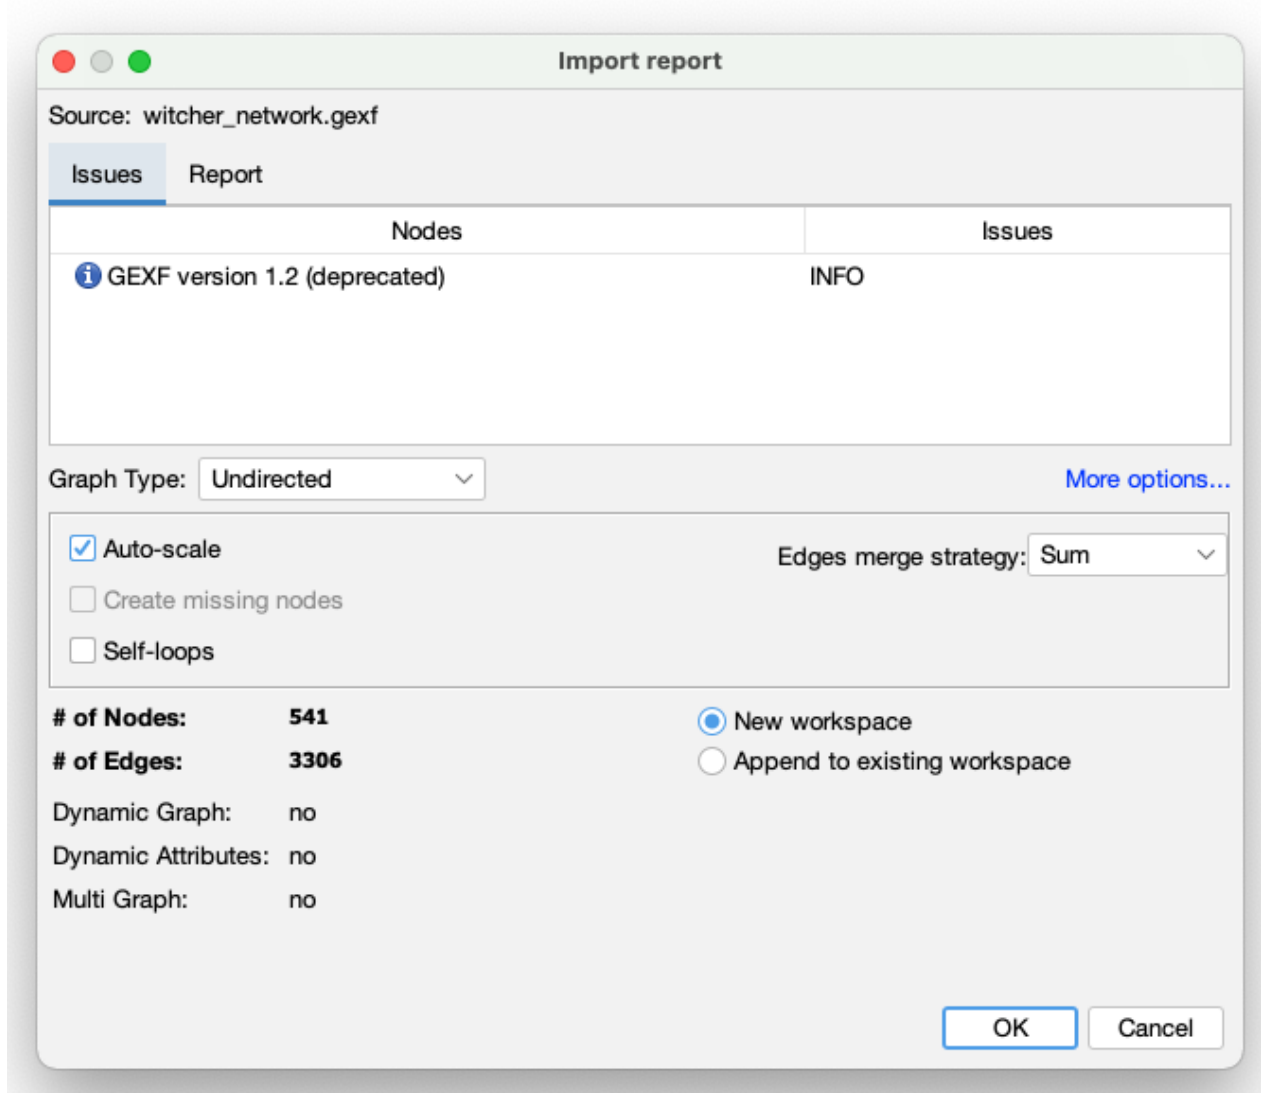 Import report
Source: witcher_network.gexf
Issues Report
Nodes Issues
GEXF version 1.2 (deprecated) INFO
Graph Type: Undirected More options...
Auto-scale Edges merge strategy: Sum
Create missing nodes
Self-loops
# of Nodes: 541 New workspace
# of Edges: 3306 Append to existing workspace
Dynamic Graph: no
Dynamic Attributes: no
Multi Graph: no
OK Cancel